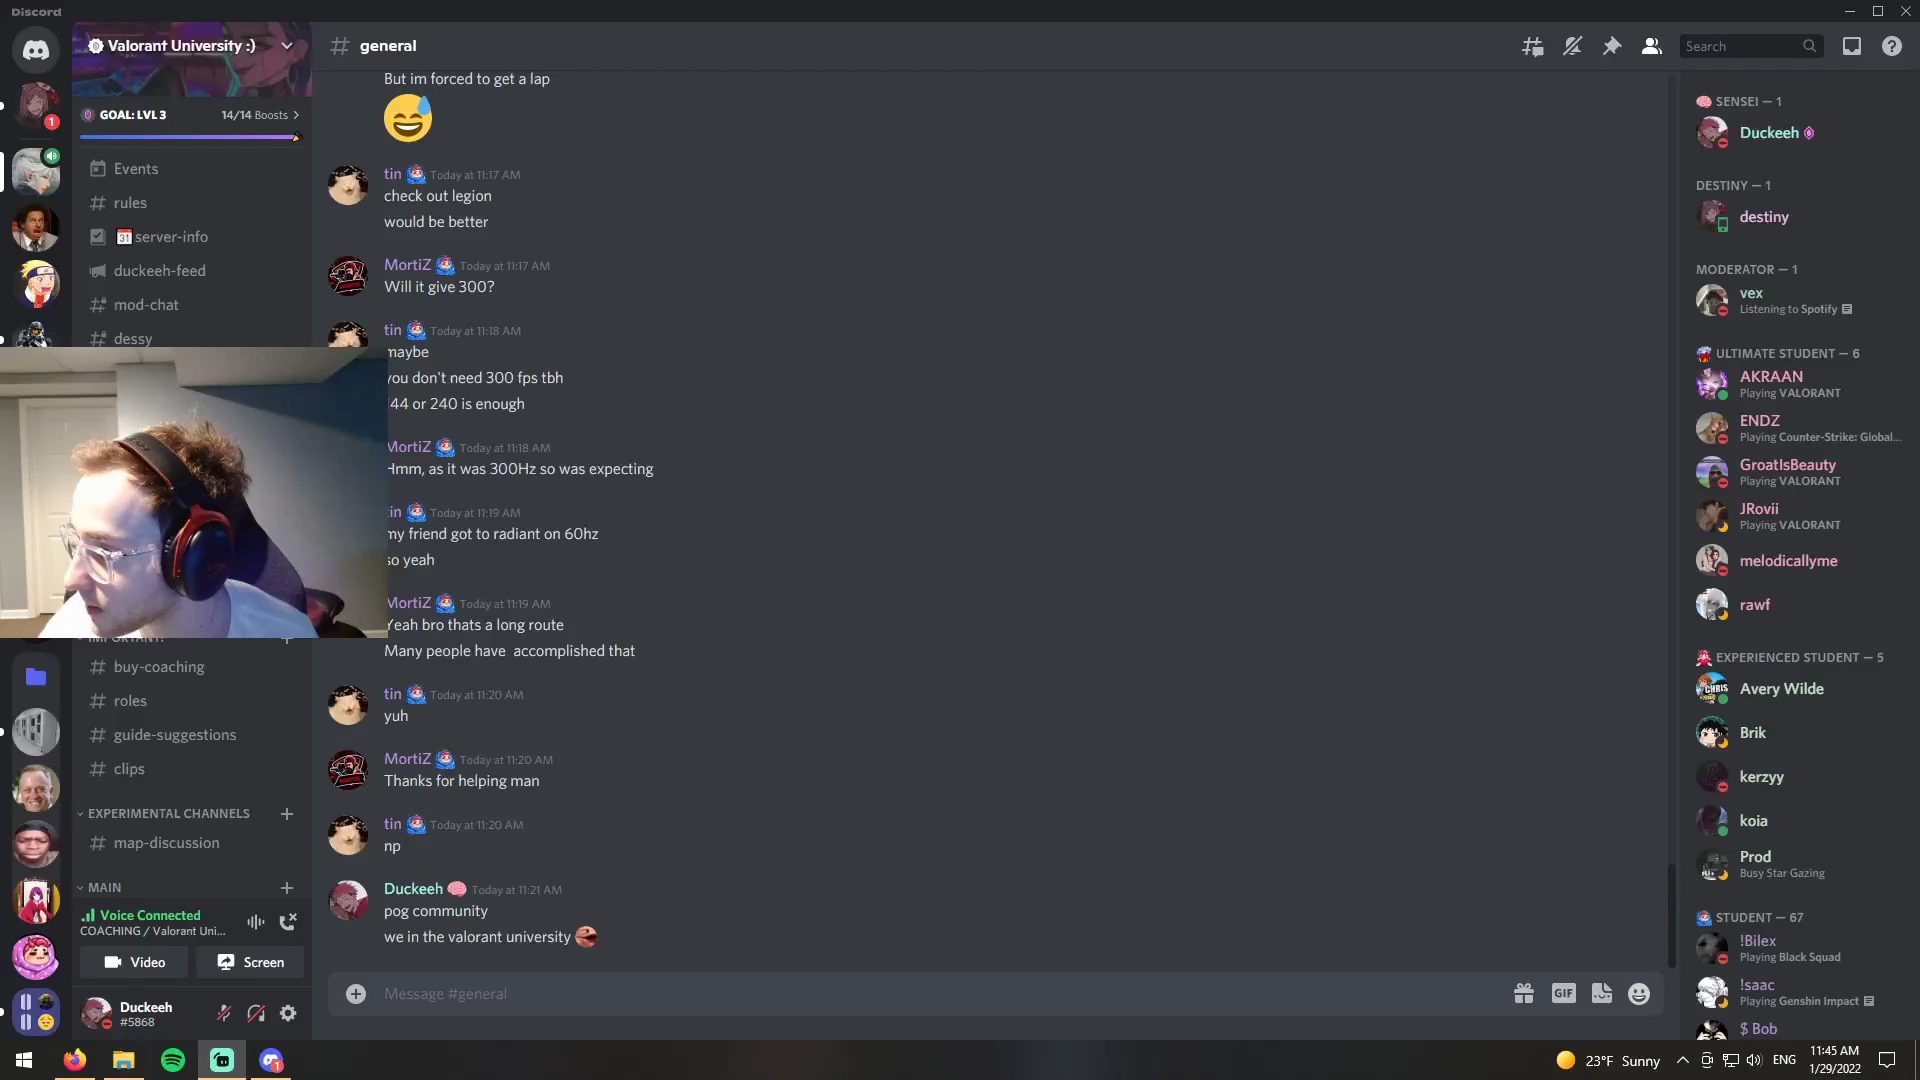 Discord
Valorant University :)
GOAL: LVL 3
14/14 Boosts
Events
rules
server-info
duckeeh-feed
mod-chat
dessy
buy-coaching
roles
guide-suggestions
clips
EXPERIMENTAL CHANNELS
map-discussion
MAIN
Voice Connected
COACHING / Valorant Uni...
Video
Screen
Duckeeh
#5868
general
Search
But im forced to get a lap
tin Today at 11:17 AM
check out legion
would be better
MortiZ Today at 11:17 AM
Will it give 300?
tin Today at 11:18 AM
maybe
you don't need 300 fps tbh
44 or 240 is enough
MortiZ Today at 11:18 AM
Hmm, as it was 300Hz so was expecting
tin Today at 11:19 AM
my friend got to radiant on 60hz
so yeah
MortiZ Today at 11:19 AM
Yeah bro thats a long route
Many people have  accomplished that
tin Today at 11:20 AM
yuh
MortiZ Today at 11:20 AM
Thanks for helping man
tin Today at 11:20 AM
np
Duckeeh Today at 11:21 AM
pog community
we in the valorant university
Message #general
GIF
SENSEI — 1
Duckeeh
DESTINY — 1
destiny
MODERATOR — 1
vex
Listening to Spotify
ULTIMATE STUDENT — 6
AKRAAN
Playing VALORANT
ENDZ
Playing Counter-Strike: Global...
GroatIsBeauty
Playing VALORANT
JRovii
Playing VALORANT
melodicallyme
rawf
EXPERIENCED STUDENT — 5
Avery Wilde
Brik
kerzyy
koia
Prod
Busy Star Gazing
STUDENT — 67
!Bilex
Playing Black Squad
!saac
Playing Genshin Impact
$ Bob
23°F Sunny
ENG
11:45 AM
1/29/2022